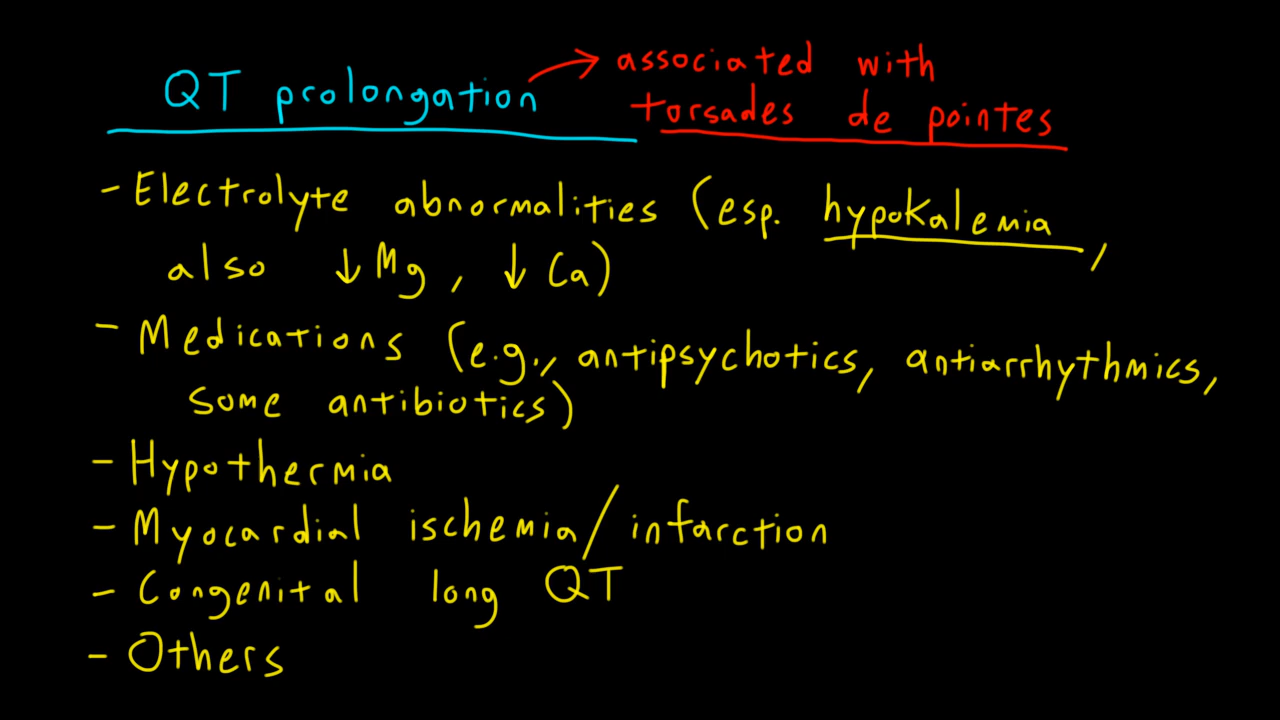 QT prolongation → associated with
torsades de pointes
- Electrolyte abnormalities (esp. hypokalemia,
also ↓ Mg, ↓ Ca)
- Medications (e.g., antipsychotics, antiarrhythmics,
some antibiotics)
- Hypothermia
- Myocardial ischemia/infarction
- Congenital long QT
- Others